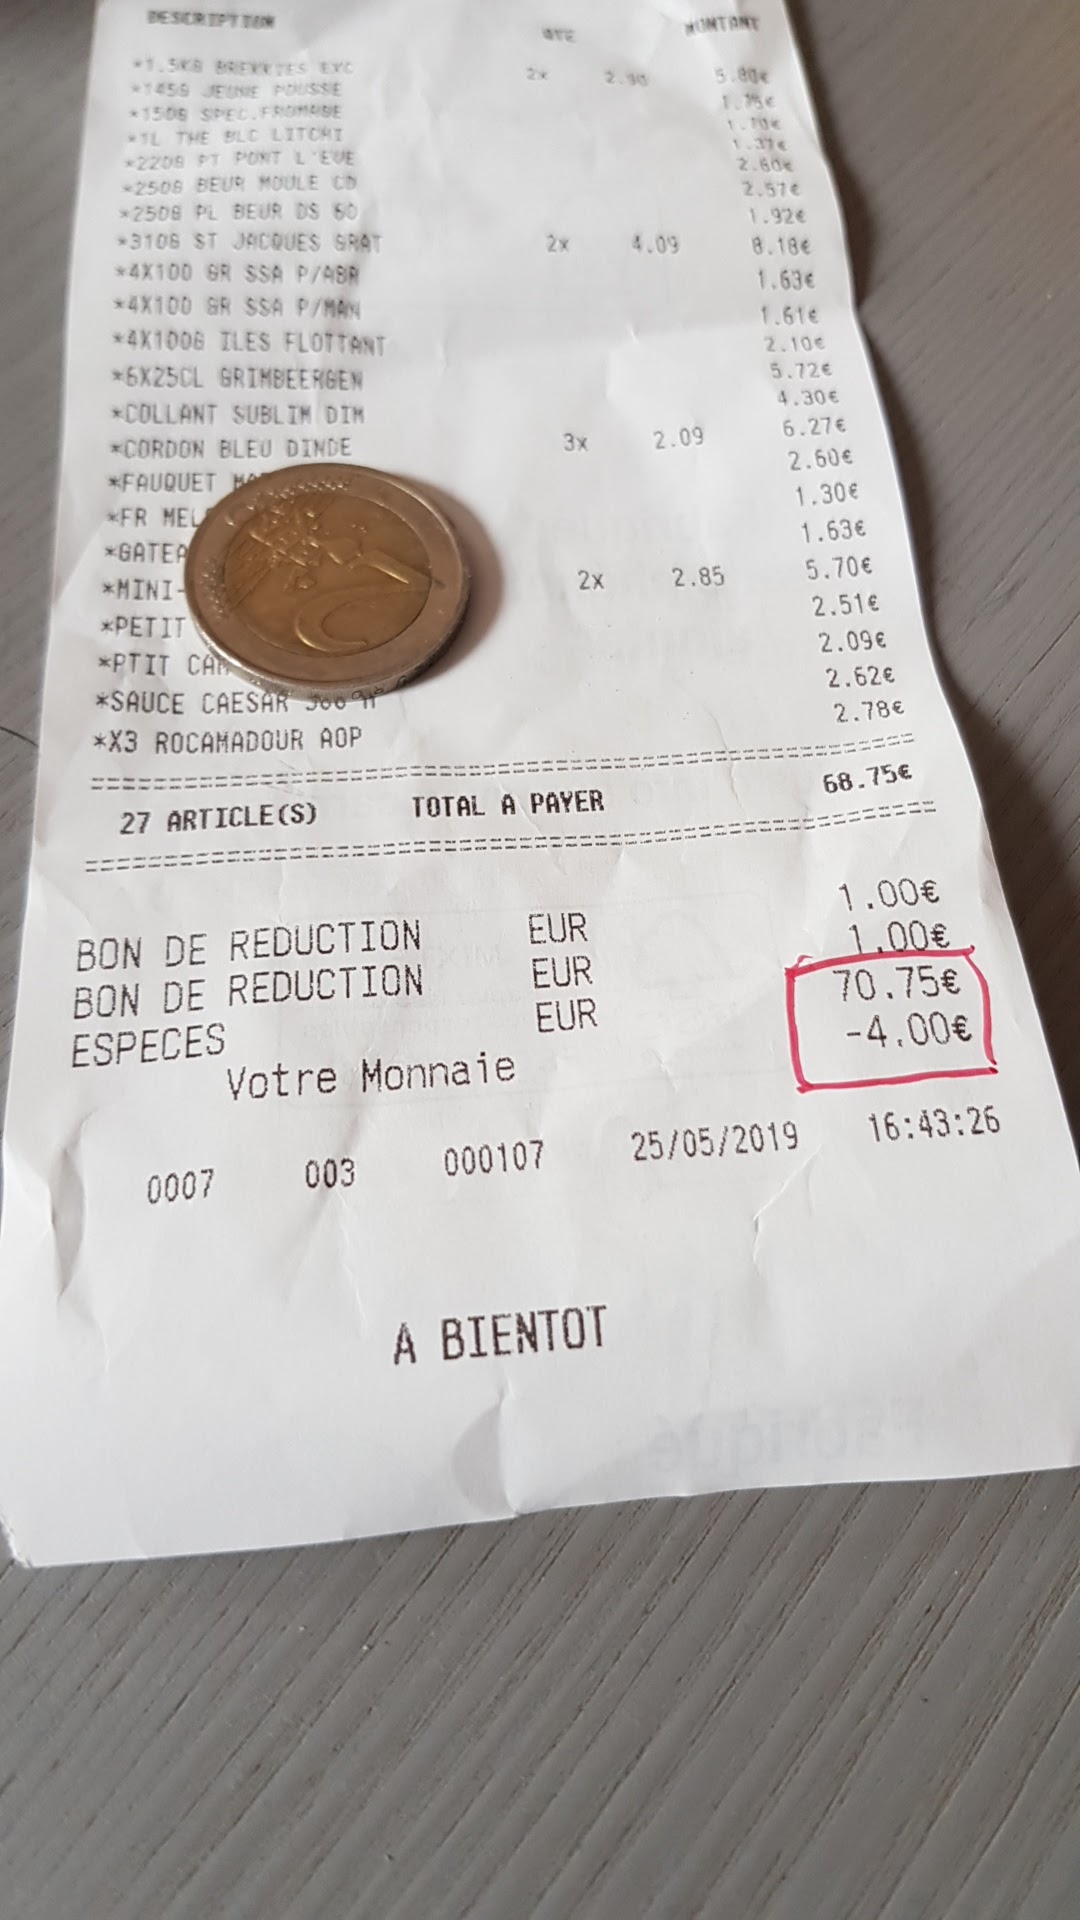 DESCRIPTION QTE MONTANT
*1.5KG BREKKIES EXC 2x 2.90 5.80€
*145G JEUNE POUSSE 1.75€
*150G SPEC.FROMAGE 1.70€
*1L THE BLC LITCHI 1.37€
*220G PT PONT L'EVE 2.60€
*250G BEUR MOULE CD 2.57€
*250G PL BEUR DS 60 1.92€
*310G ST JACQUES GRAT 2x 4.09 8.18€
*4X100 GR SSA P/ABR 1.63€
*4X100 GR SSA P/MAN 1.61€
*4X100G ILES FLOTTANT 2.10€
*6X25CL GRIMBEERGEN 5.72€
*COLLANT SUBLIM DIM 4.30€
*CORDON BLEU DINDE 3x 2.09 6.27€
*FAUQUET 2.60€
*FR MEL 1.30€
*GATEA 1.63€
*MINI- 2x 2.85 5.70€
*PETIT 2.51€
*PTIT CAM 2.09€
*SAUCE CAESAR 2.62€
*X3 ROCAMADOUR AOP 2.78€
27 ARTICLE(S) TOTAL A PAYER 68.75€
BON DE REDUCTION EUR 1.00€
BON DE REDUCTION EUR 1.00€
ESPECES EUR 70.75€
Votre Monnaie -4.00€
0007 003 000107 25/05/2019 16:43:26
A BIENTOT